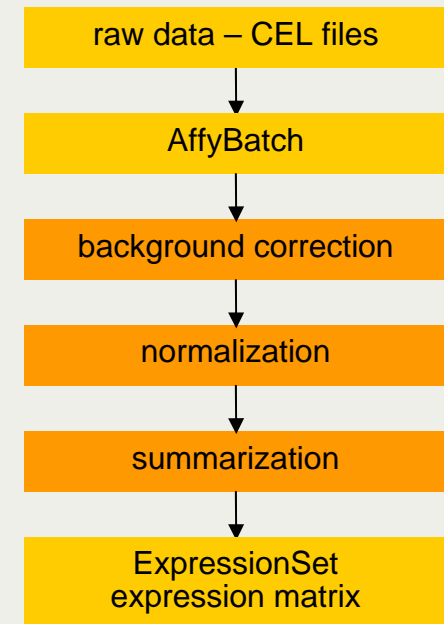 raw data – CEL files
AffyBatch
background correction
normalization
summarization
ExpressionSet
expression matrix